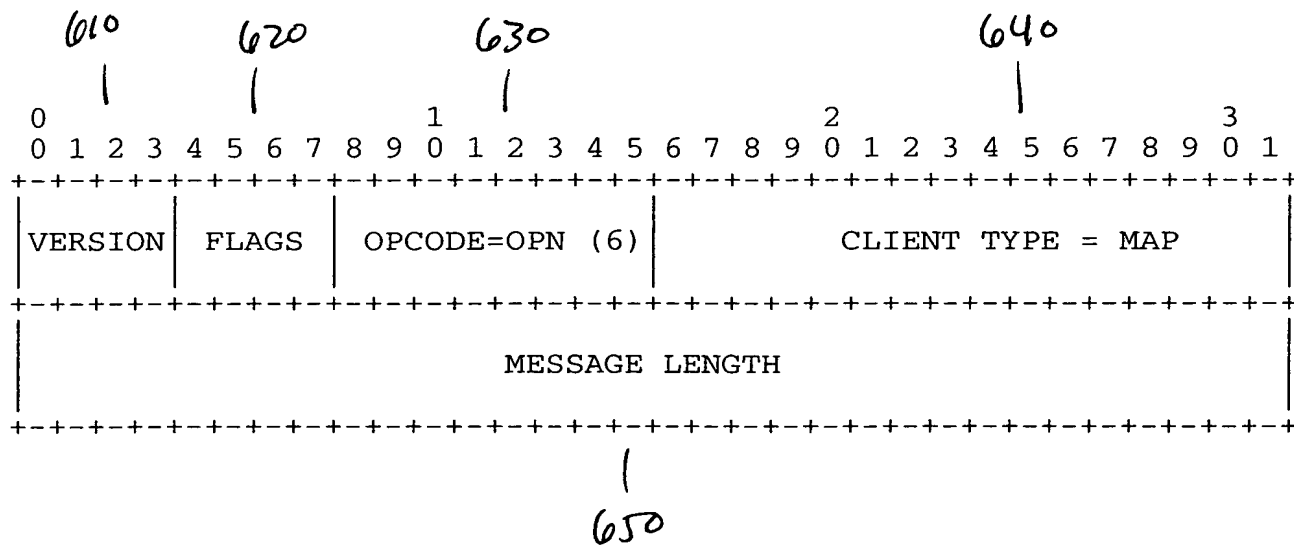 610 620 630 640
0 1 2 3
0 1 2 3 4 5 6 7 8 9 0 1 2 3 4 5 6 7 8 9 0 1 2 3 4 5 6 7 8 9 0 1
+-+-+-+-+-+-+-+-+-+-+-+-+-+-+-+-+-+-+-+-+-+-+-+-+-+-+-+-+-+-+-+-+
|VERSION| FLAGS | OPCODE=OPN (6)| CLIENT TYPE = MAP |
+-+-+-+-+-+-+-+-+-+-+-+-+-+-+-+-+-+-+-+-+-+-+-+-+-+-+-+-+-+-+-+-+
| MESSAGE LENGTH |
+-+-+-+-+-+-+-+-+-+-+-+-+-+-+-+-+-+-+-+-+-+-+-+-+-+-+-+-+-+-+-+-+
650